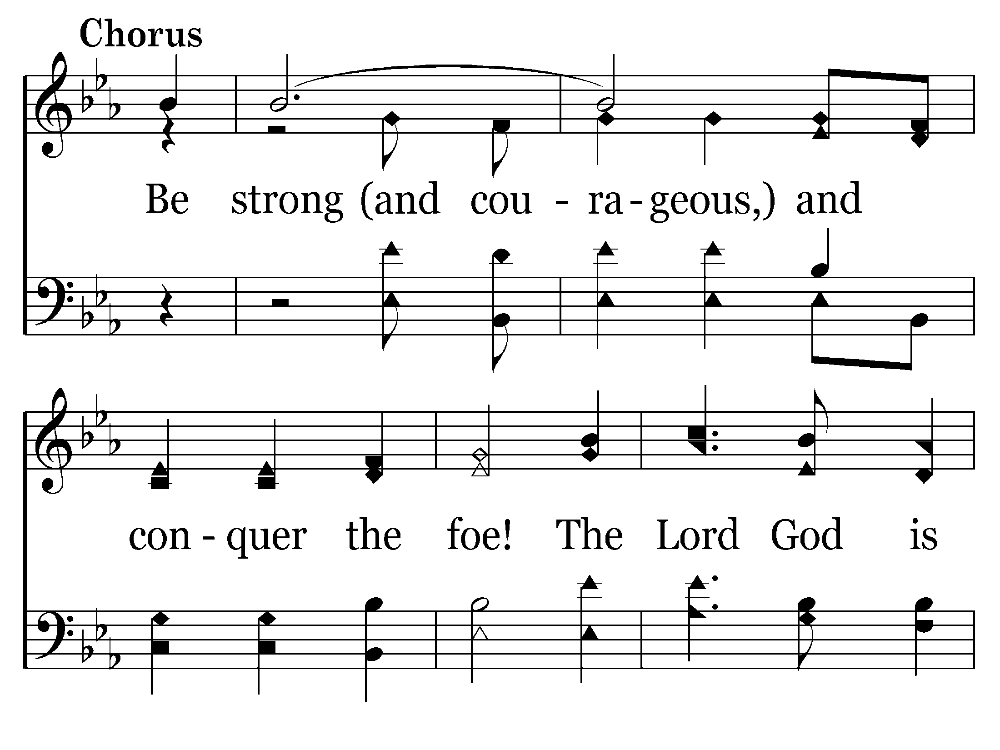 Chorus
Be strong (and cou - ra - geous,) and
con - quer the foe! The Lord God is